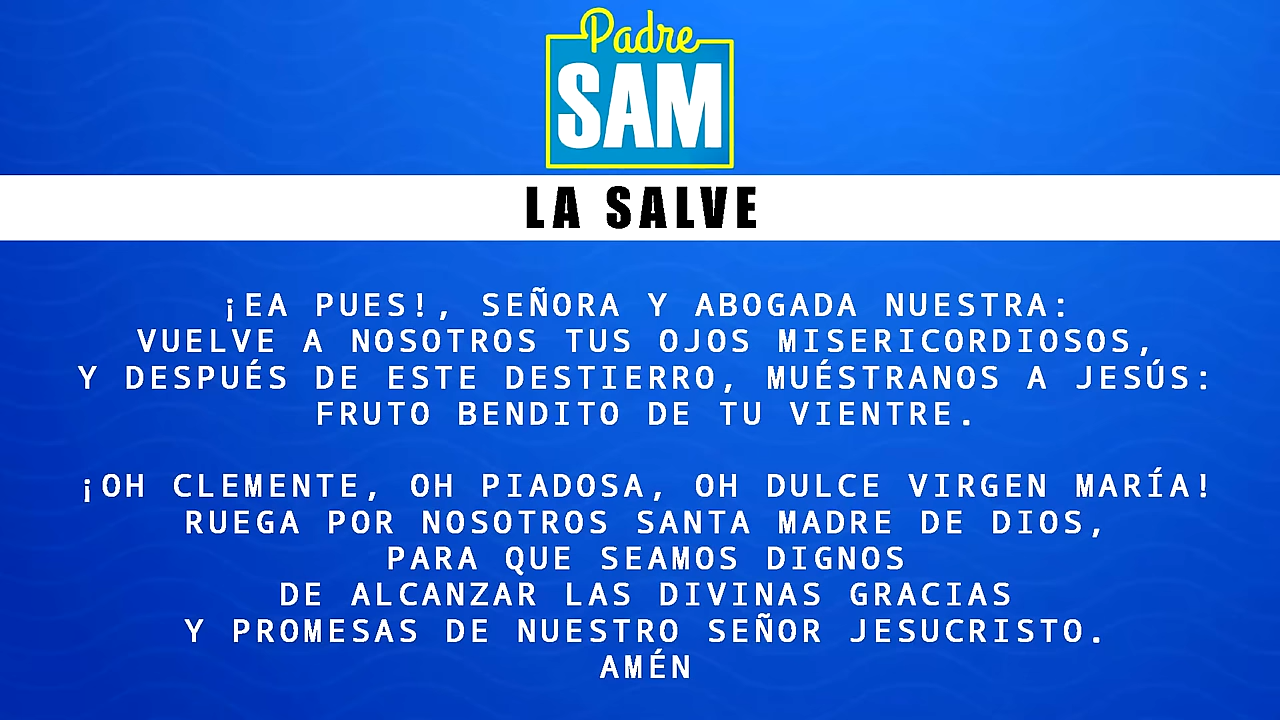 Padre
SAM
LA SALVE
¡EA PUES!, SEÑORA Y ABOGADA NUESTRA:
VUELVE A NOSOTROS TUS OJOS MISERICORDIOSOS,
Y DESPUÉS DE ESTE DESTIERRO, MUÉSTRANOS A JESÚS:
FRUTO BENDITO DE TU VIENTRE.
¡OH CLEMENTE, OH PIADOSA, OH DULCE VIRGEN MARÍA!
RUEGA POR NOSOTROS SANTA MADRE DE DIOS,
PARA QUE SEAMOS DIGNOS
DE ALCANZAR LAS DIVINAS GRACIAS
Y PROMESAS DE NUESTRO SEÑOR JESUCRISTO.
AMÉN